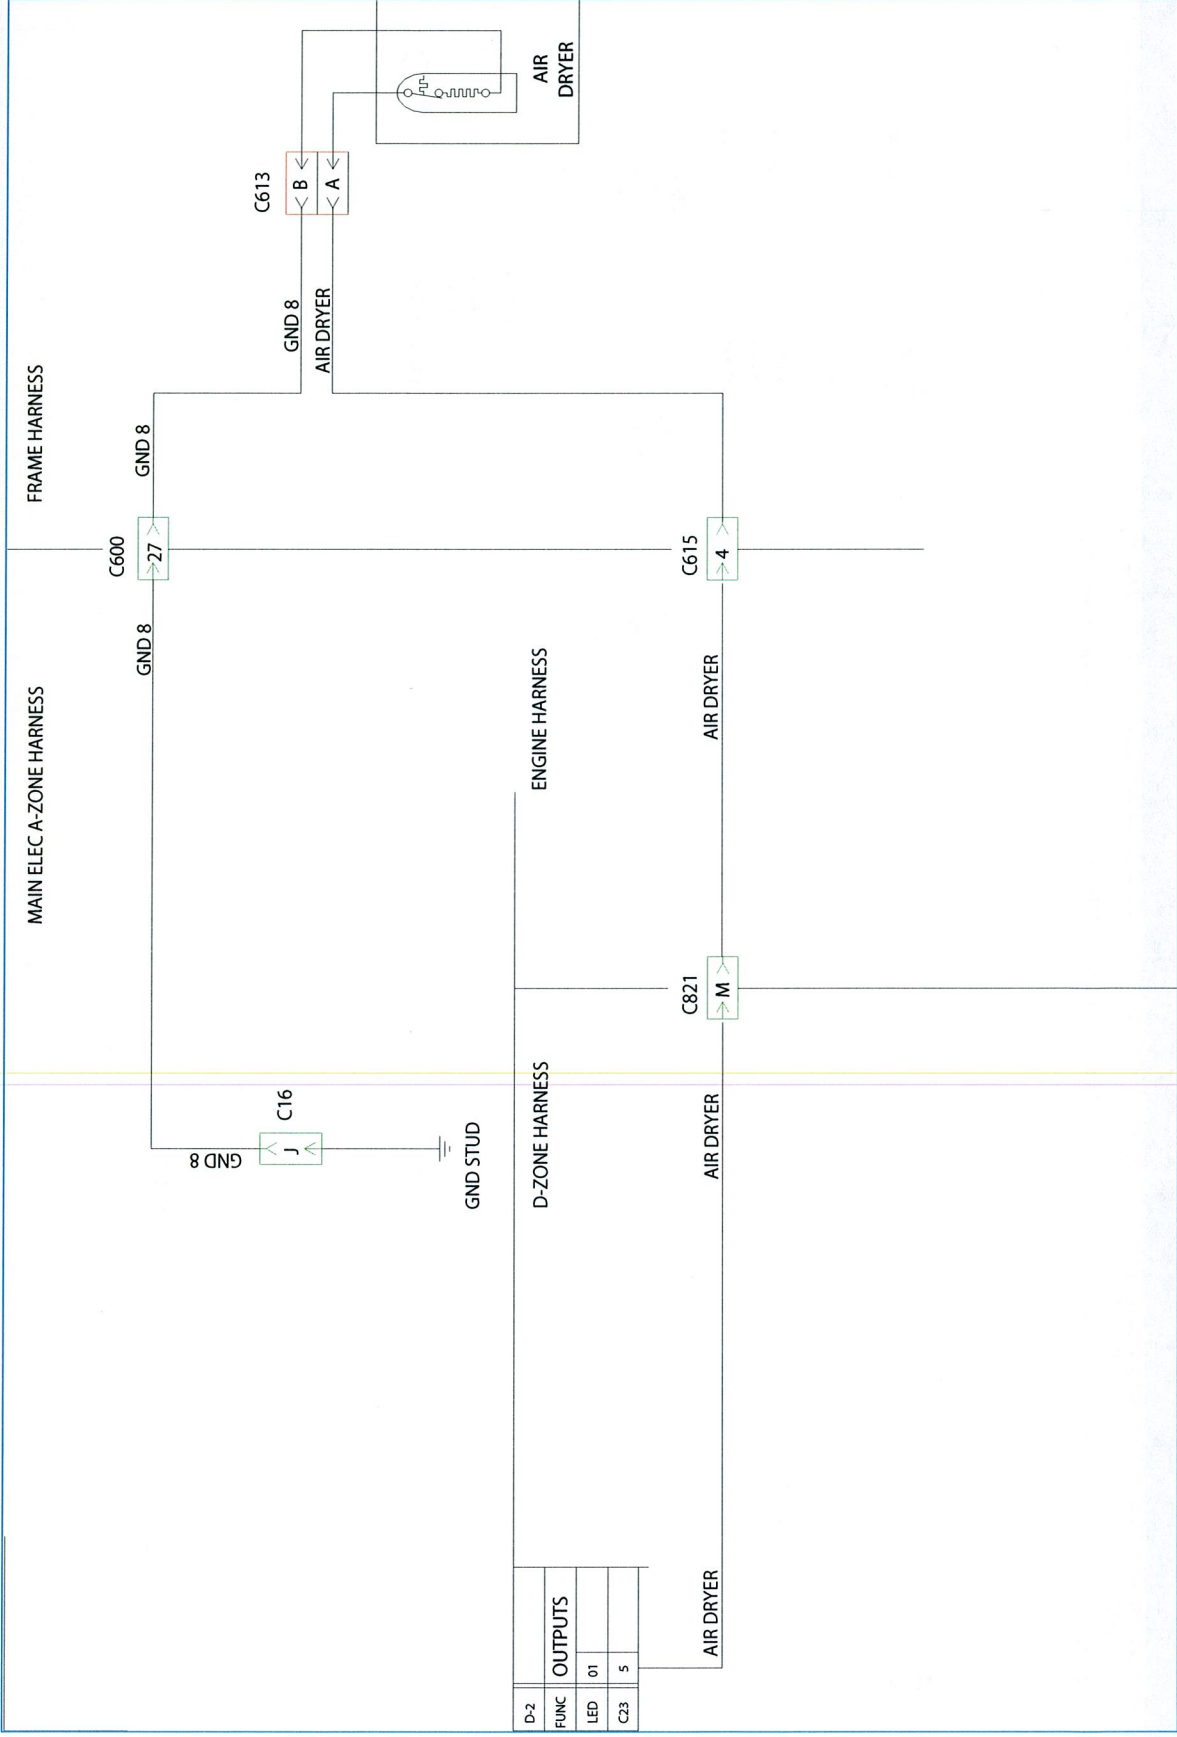 MAIN ELEC A-ZONE HARNESS
FRAME HARNESS
C600
27
GND 8
GND 8
GND 8
C16
J
GND STUD
C613
B
A
GND 8
AIR DRYER
AIR
DRYER
D-ZONE HARNESS
ENGINE HARNESS
D-2
FUNC OUTPUTS
LED 01
C23 5
AIR DRYER
AIR DRYER
C821
M
AIR DRYER
C615
4